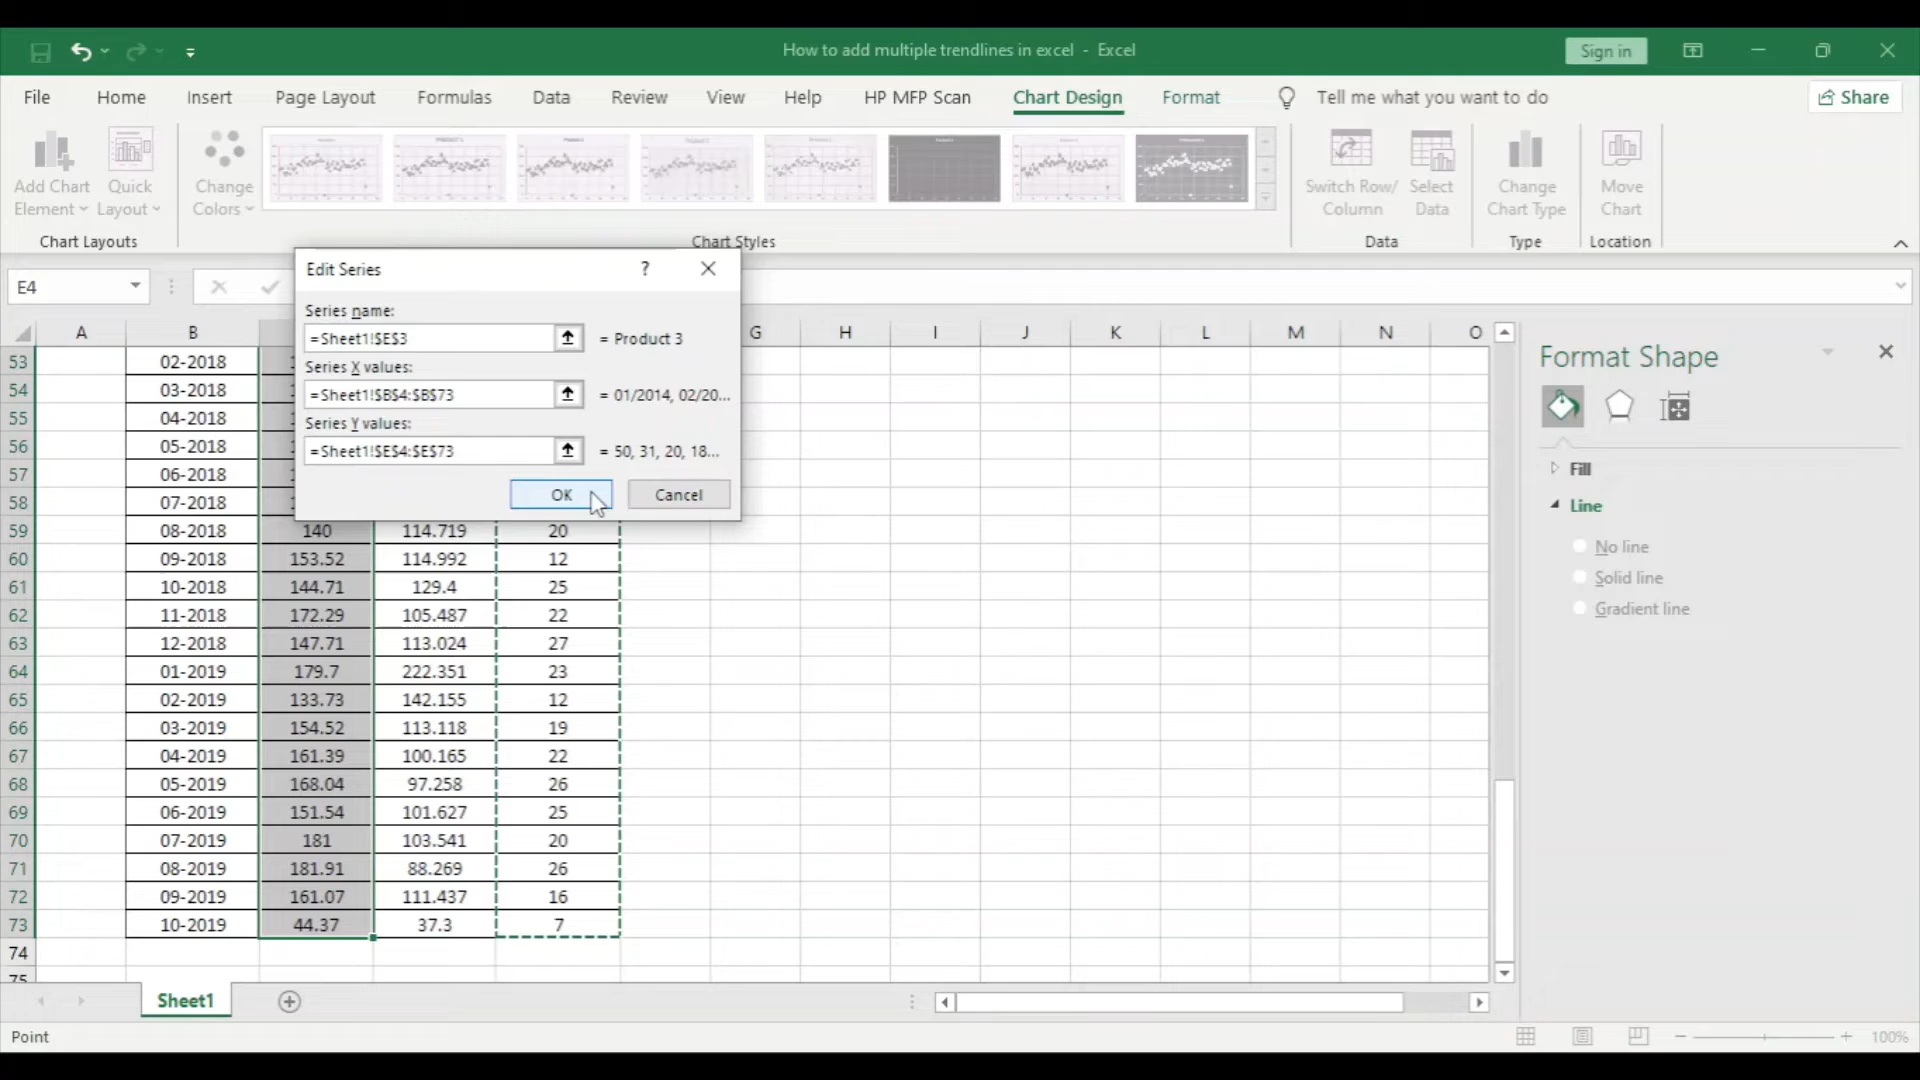 How to add multiple trendlines in excel - Excel
Sign in
File Home Insert Page Layout Formulas Data Review View Help HP MFP Scan Chart Design Format Tell me what you want to do Share
Add Chart Element
Quick Layout
Change Colors
Switch Row/ Column
Select Data
Change Chart Type
Move Chart
Chart Layouts Chart Styles Data Type Location
E4
Edit Series ?
Series name:
=Sheet1!$E$3 = Product 3
Series X values:
=Sheet1!$B$4:$B$73 = 01/2014, 02/20...
Series Y values:
=Sheet1!$E$4:$E$73 = 50, 31, 20, 18...
OK Cancel
A B G H I J K L M N O
53 02-2018 1
54 03-2018 1
55 04-2018 1
56 05-2018 1
57 06-2018 1
58 07-2018 1
59 08-2018 140 114.719 20
60 09-2018 153.52 114.992 12
61 10-2018 144.71 129.4 25
62 11-2018 172.29 105.487 22
63 12-2018 147.71 113.024 27
64 01-2019 179.7 222.351 23
65 02-2019 133.73 142.155 12
66 03-2019 154.52 113.118 19
67 04-2019 161.39 100.165 22
68 05-2019 168.04 97.258 26
69 06-2019 151.54 101.627 25
70 07-2019 181 103.541 20
71 08-2019 181.91 88.269 26
72 09-2019 161.07 111.437 16
73 10-2019 44.37 37.3 7
74
75
Format Shape
Fill
Line
No line
Solid line
Gradient line
Sheet1
Point
100%